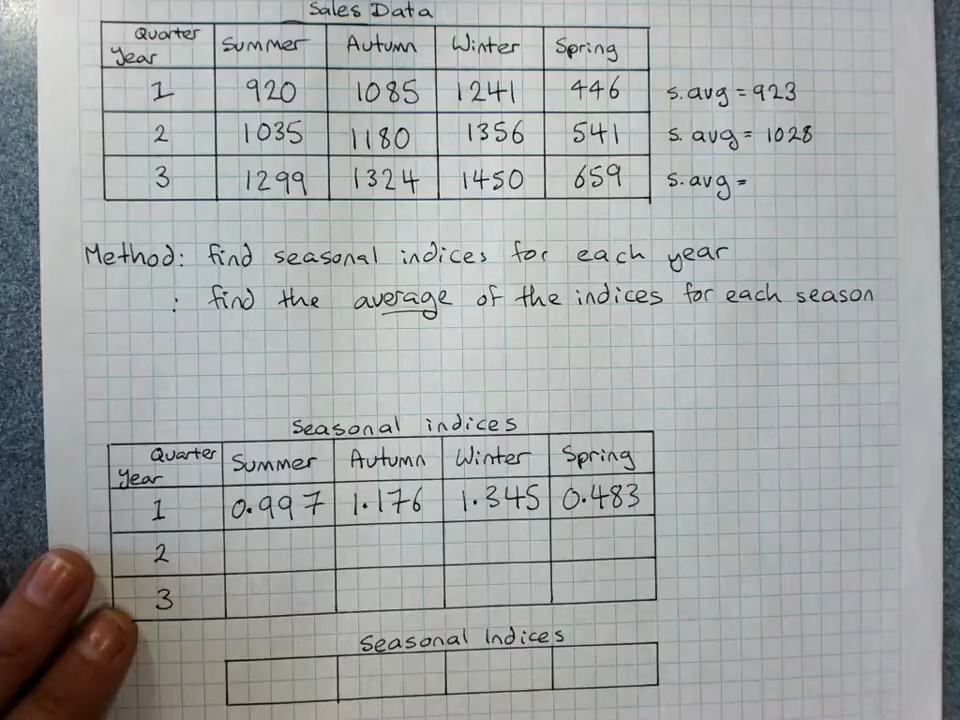 Sales Data
Quarter Year Summer Autumn Winter Spring
1 920 1085 1241 446 s.avg = 923
2 1035 1180 1356 541 s. avg = 1028
3 1299 1324 1450 659 s.avg =
Method: find seasonal indices for each year
: find the average of the indices for each season
Seasonal indices
Quarter Year Summer Autumn Winter Spring
1 0.997 1.176 1.345 0.483
2
3
Seasonal Indices